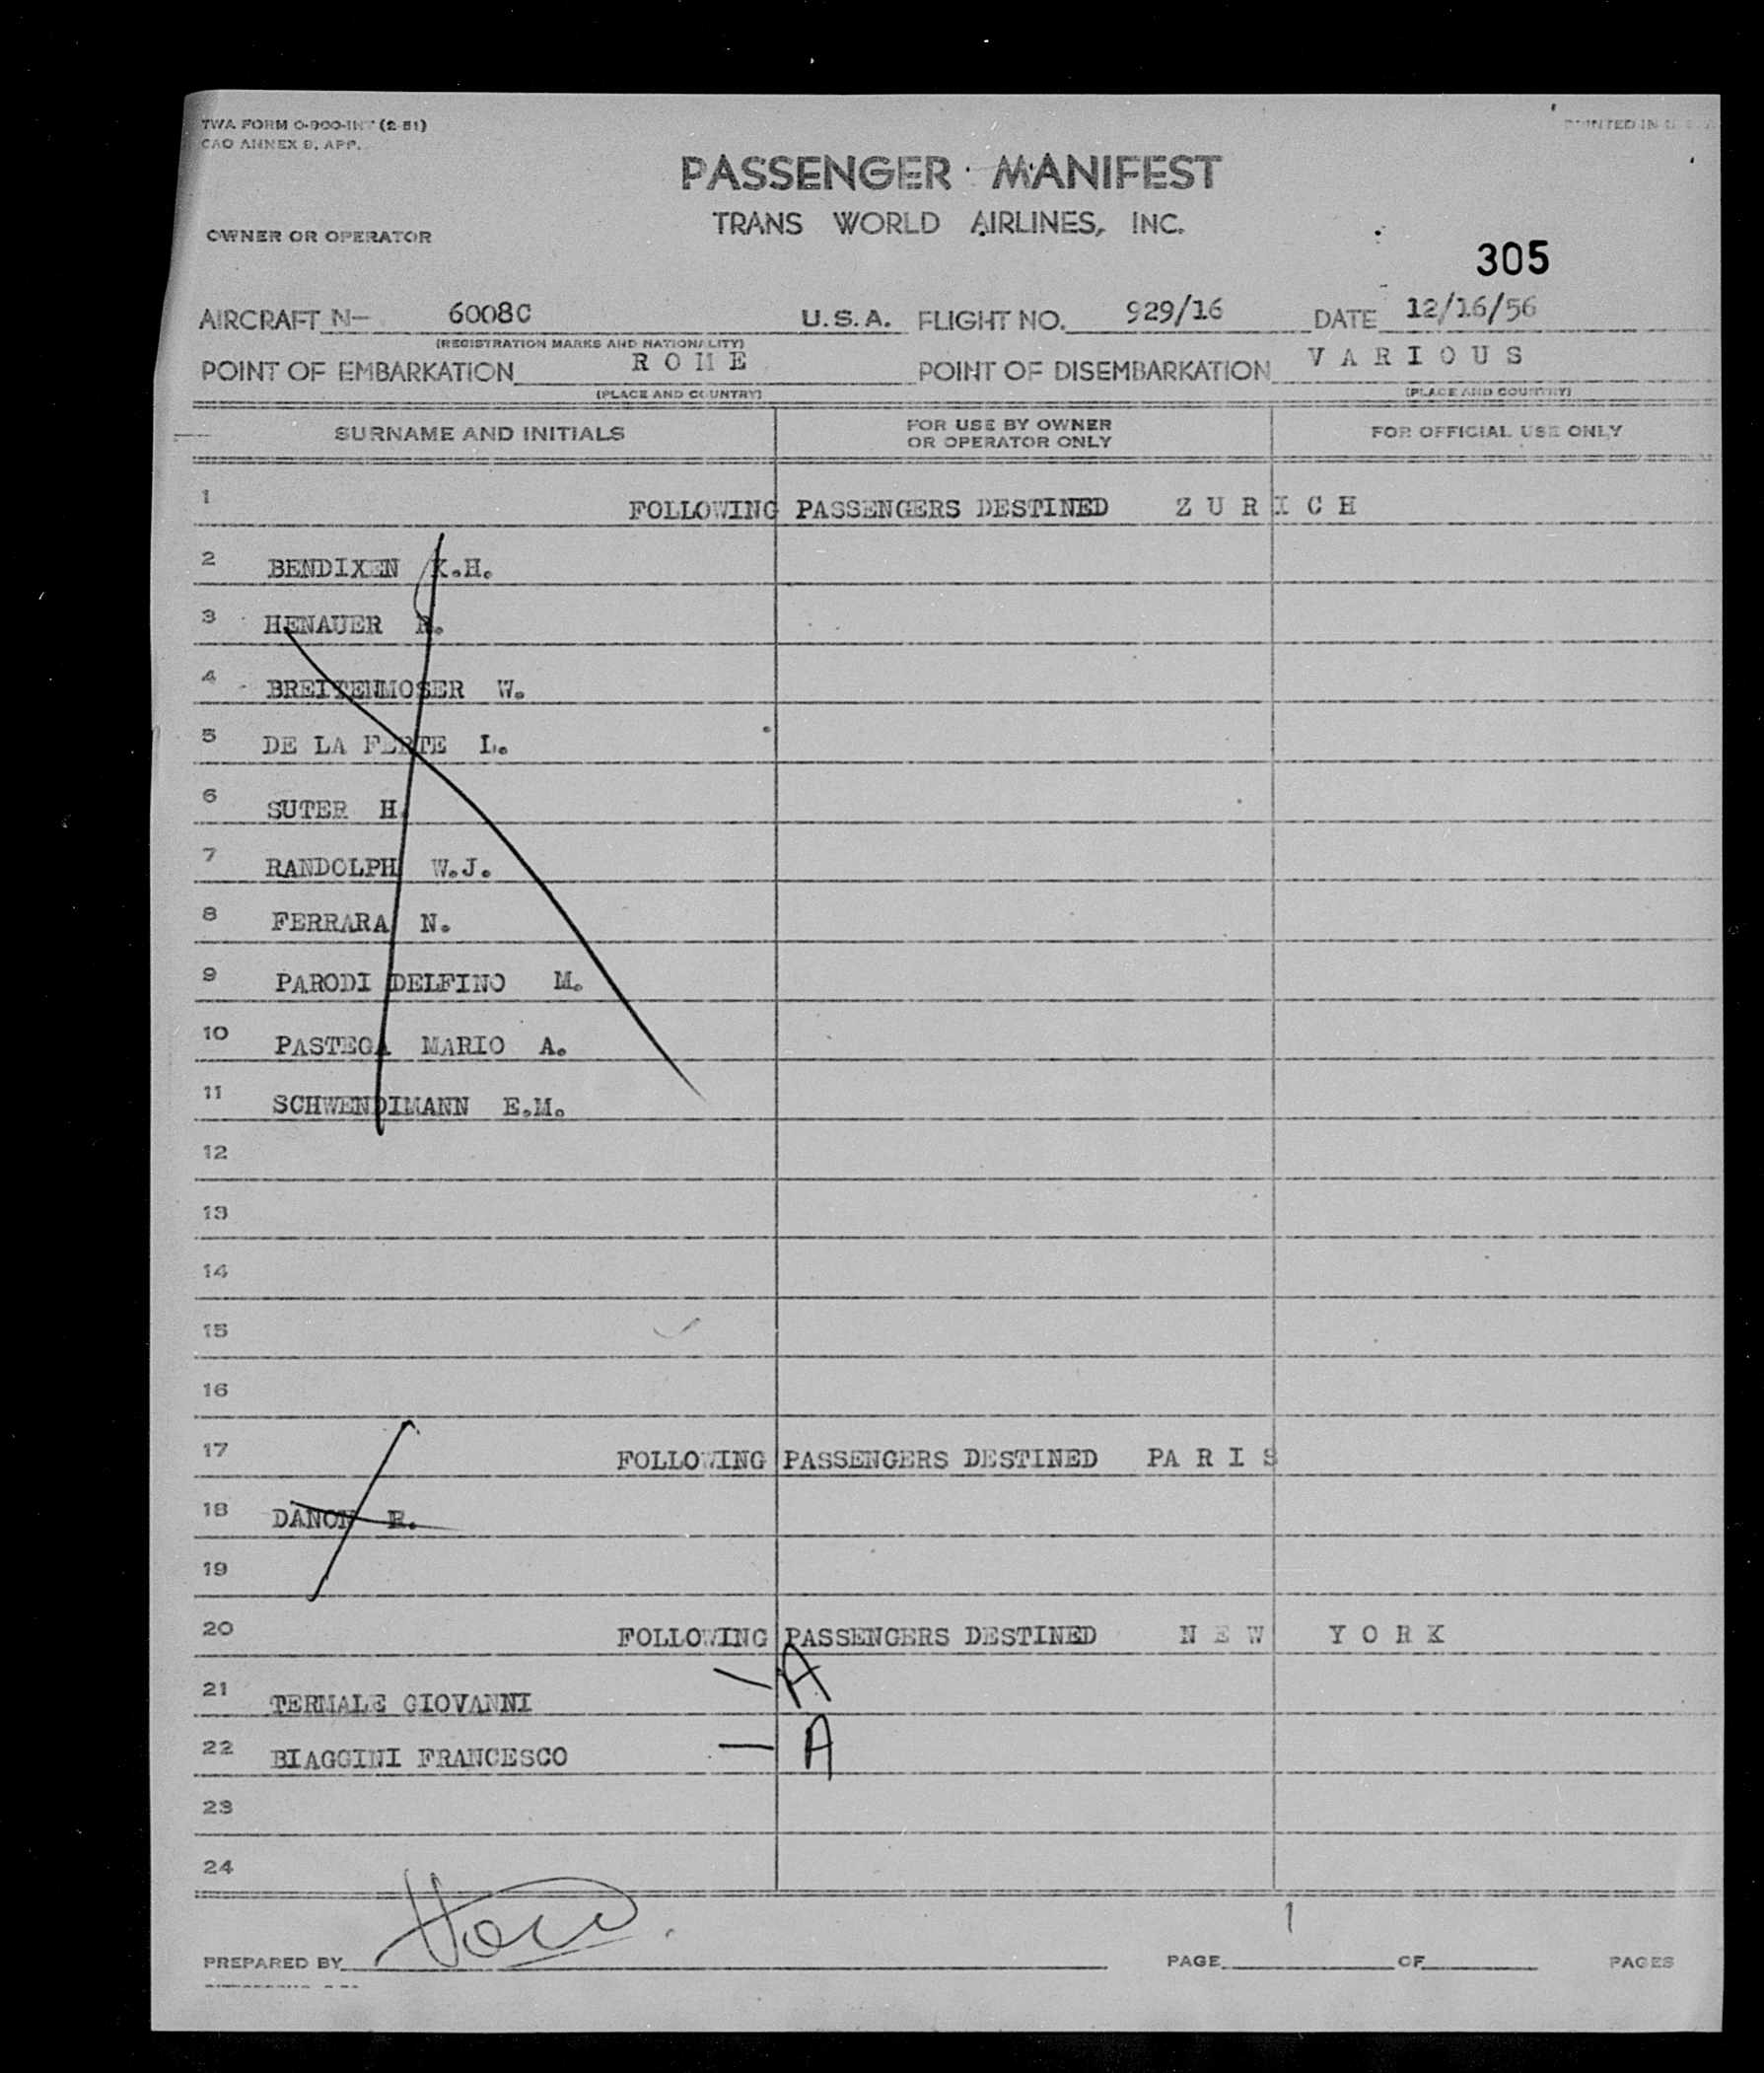 TWA FORM 0-900-INT (2-51)
CAO ANNEX 9, APP.
PRINTED IN U.S.A.
PASSENGER MANIFEST
TRANS WORLD AIRLINES, INC.
OWNER OR OPERATOR
305
AIRCRAFT N- 6008C U.S.A. FLIGHT NO. 929/16 DATE 12/16/56
(REGISTRATION MARKS AND NATIONALITY)
POINT OF EMBARKATION R O M E POINT OF DISEMBARKATION V A R I O U S
(PLACE AND COUNTRY) (PLACE AND COUNTRY)
SURNAME AND INITIALS FOR USE BY OWNER OR OPERATOR ONLY FOR OFFICIAL USE ONLY
1 FOLLOWING PASSENGERS DESTINED Z U R I C H
2 BENDIXEN K.H.
3 HENAUER R.
4 BREITENMOSER W.
5 DE LA FERTE L.
6 SUTER H.
7 RANDOLPH W.J.
8 FERRARA N.
9 PARODI DELFINO M.
10 PASTEGA MARIO A.
11 SCHWENDIMANN E.M.
12
13
14
15
16
17 FOLLOWING PASSENGERS DESTINED PA R I S
18 DANON R.
19
20 FOLLOWING PASSENGERS DESTINED N E W Y O R K
21 TERMALE GIOVANNI — A
22 BIAGGINI FRANCESCO — A
23
24
1
PREPARED BY PAGE OF PAGES